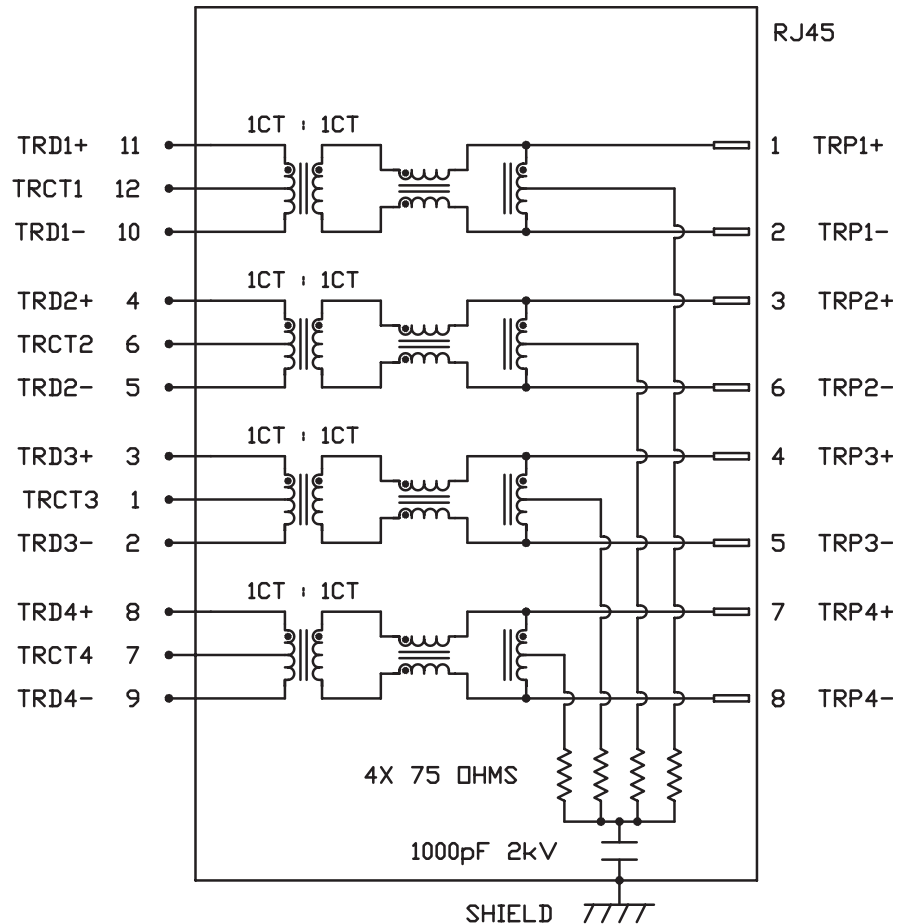 RJ45
1CT : 1CT
TRD1+ 11
1 TRP1+
TRCT1 12
TRD1- 10
2 TRP1-
1CT : 1CT
TRD2+ 4
3 TRP2+
TRCT2 6
TRD2- 5
6 TRP2-
1CT : 1CT
TRD3+ 3
4 TRP3+
TRCT3 1
TRD3- 2
5 TRP3-
1CT : 1CT
TRD4+ 8
7 TRP4+
TRCT4 7
TRD4- 9
8 TRP4-
4X 75 OHMS
1000pF 2kV
SHIELD